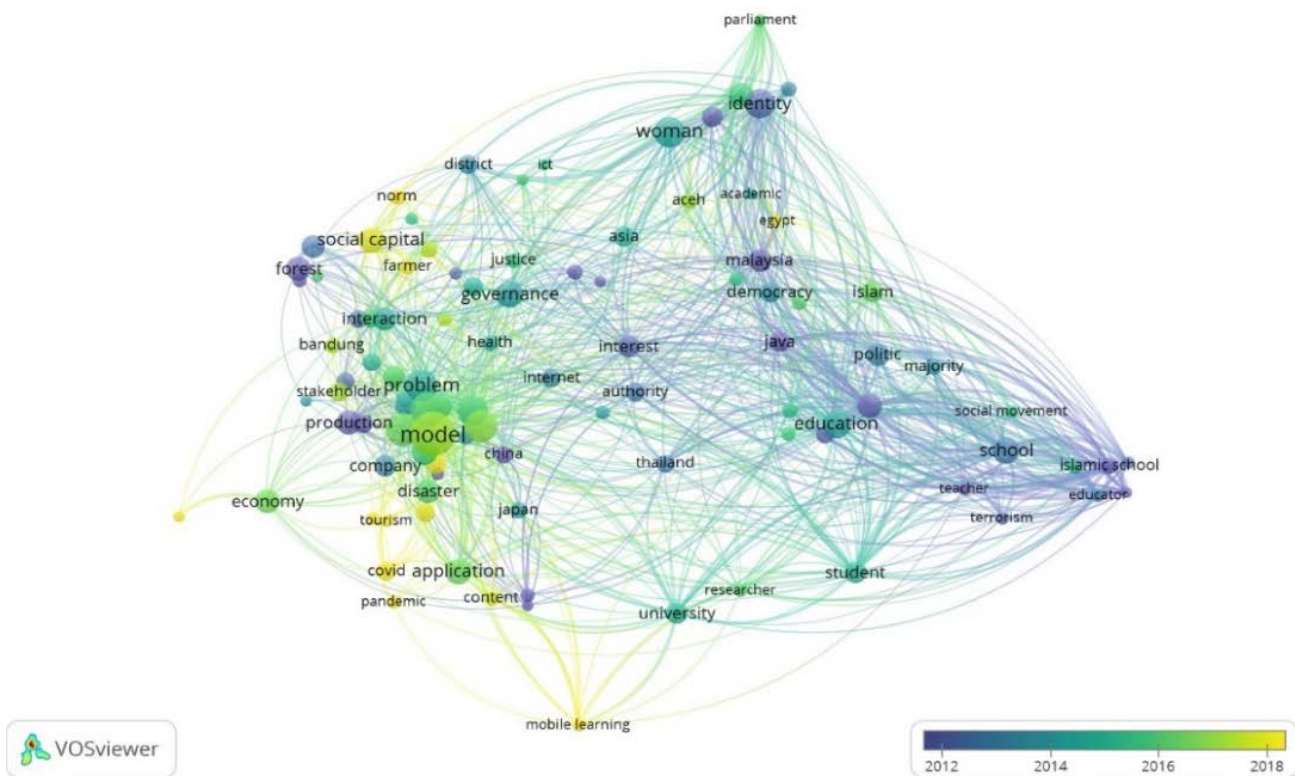 parliament
identity
woman
district
ict
norm
aceh
academic
egypt
social capital
asia
farmer
justice
malaysia
forest
governance
democracy
islam
interaction
bandung
health
interest
java
politic
majority
problem
internet
stakeholder
authority
production
social movement
education
model
china
company
thailand
school
islamic school
disaster
teacher
educator
economy
japan
tourism
terrorism
covid
application
student
pandemic
content
researcher
university
mobile learning
VOSviewer
2012
2014
2016
2018